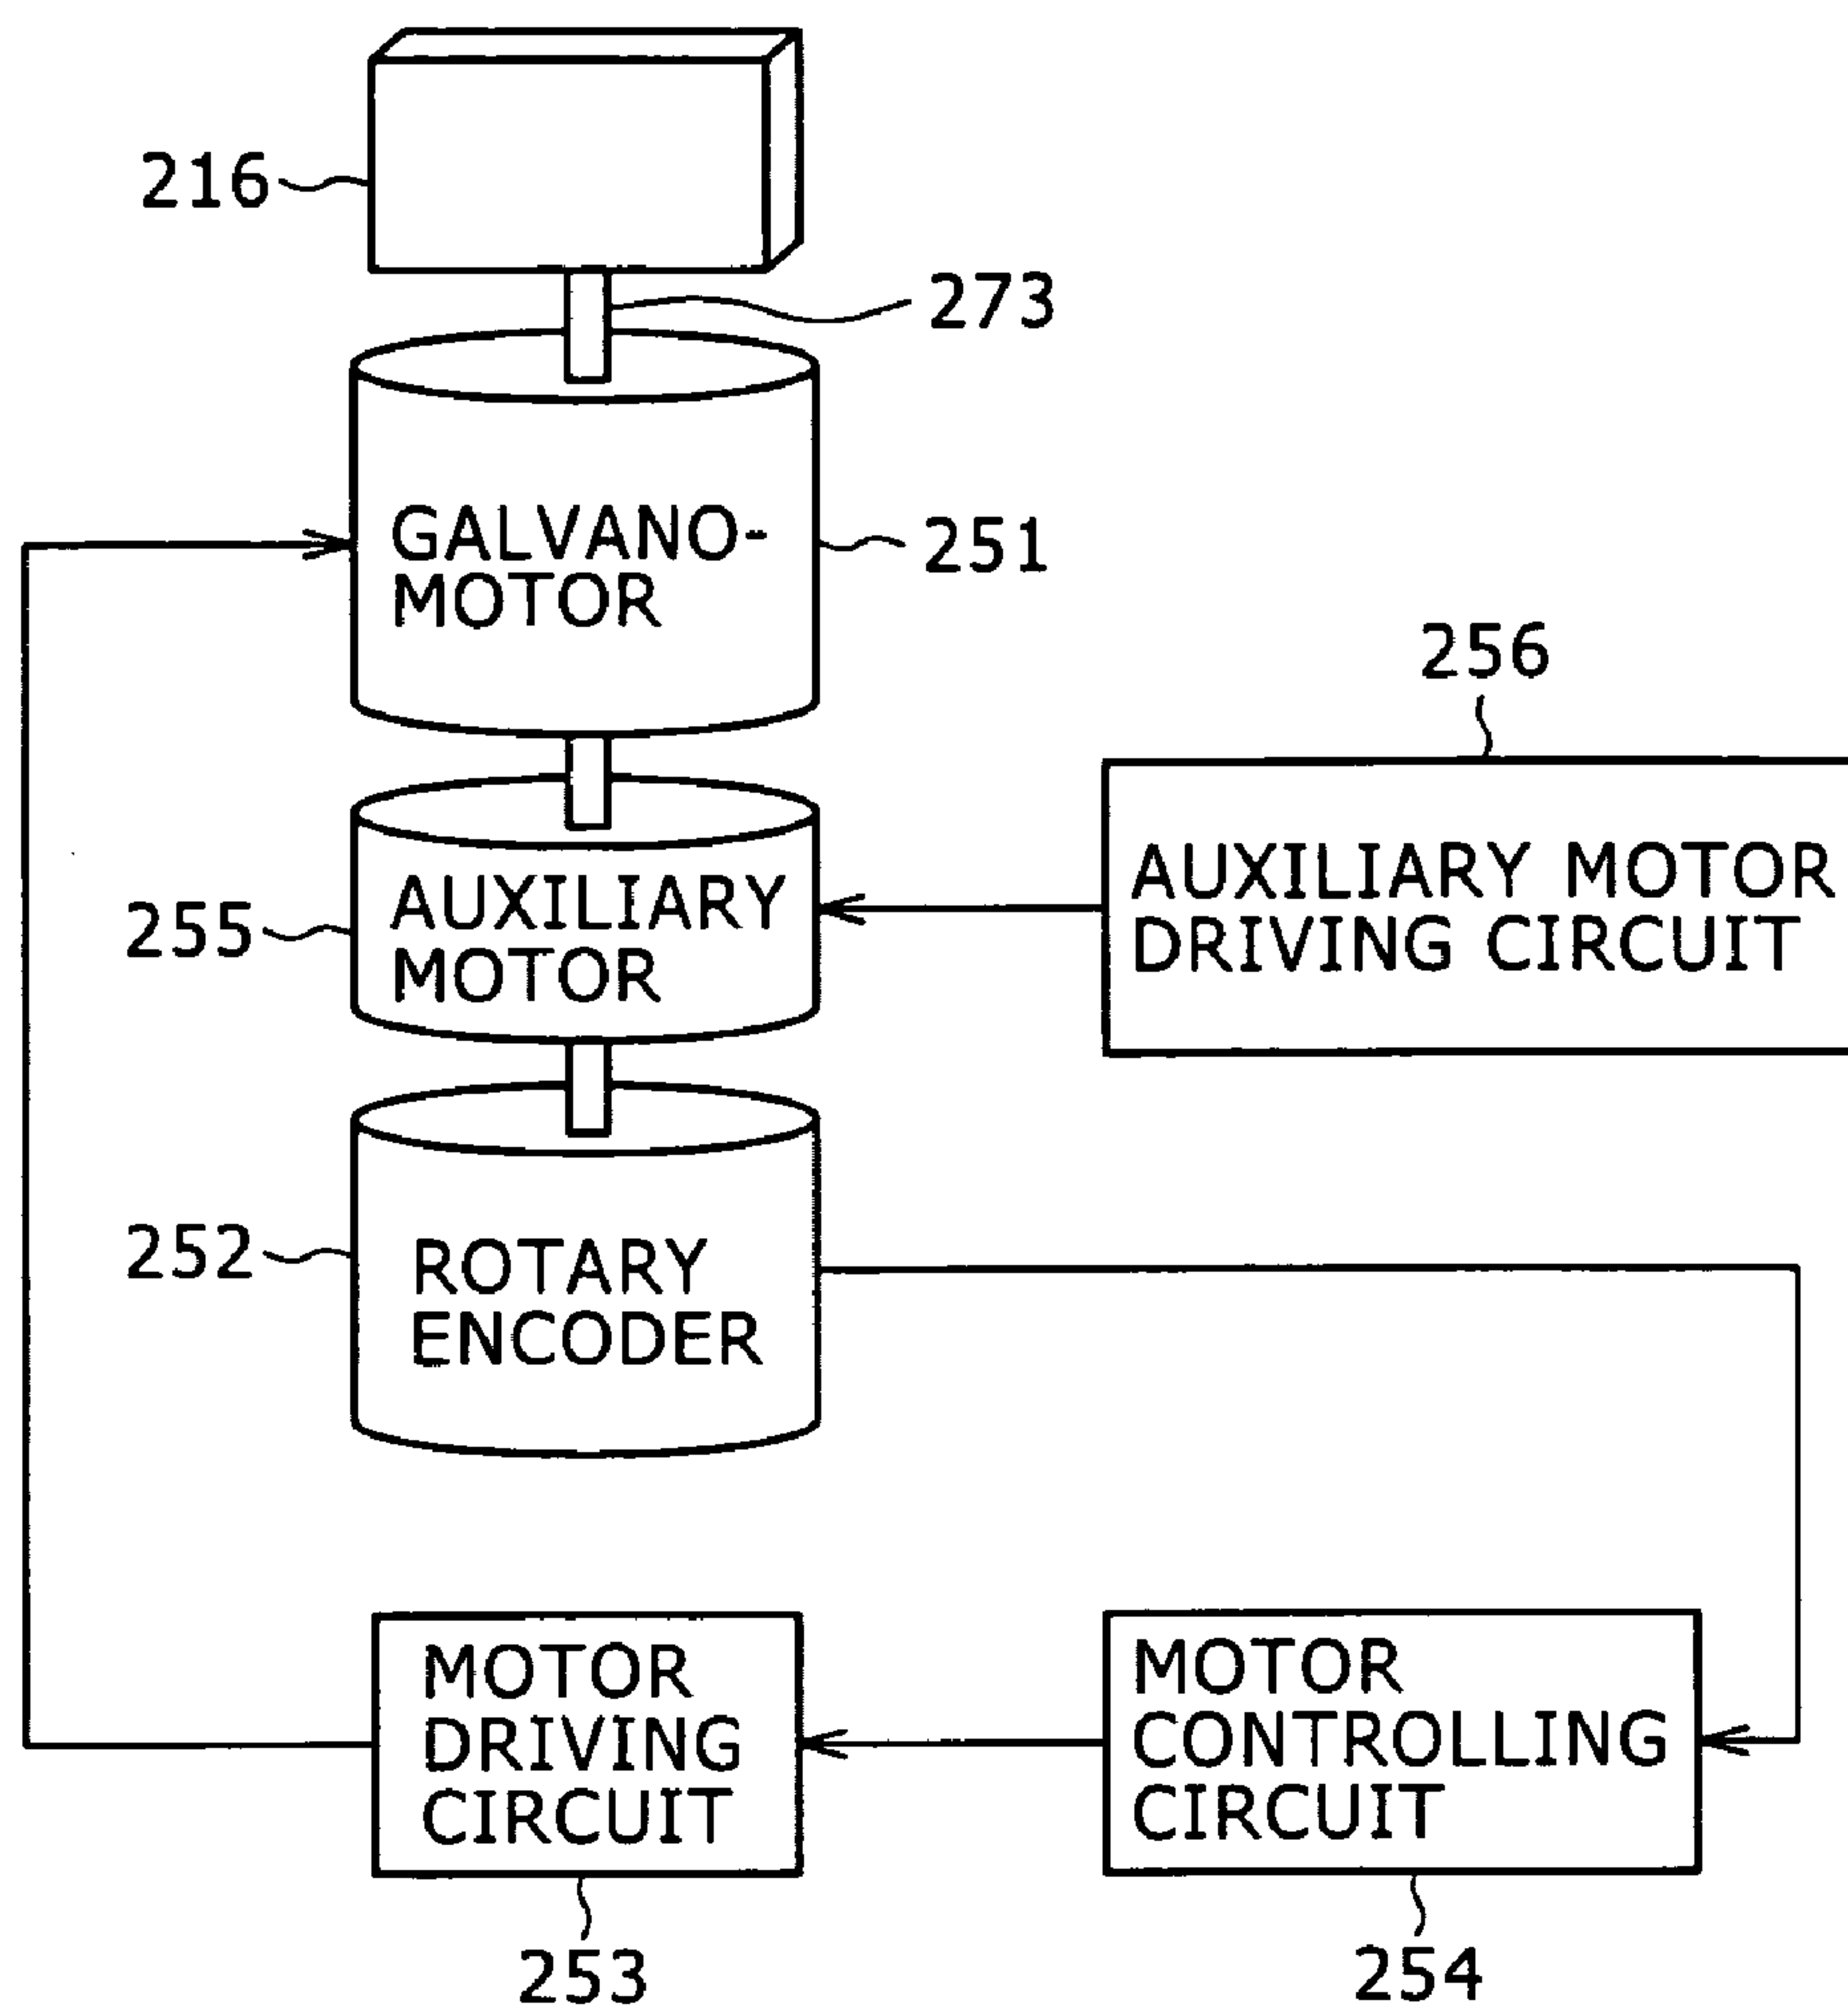 216
273
GALVANO-
MOTOR
251
256
AUXILIARY MOTOR
DRIVING CIRCUIT
255
AUXILIARY
MOTOR
252
ROTARY
ENCODER
MOTOR
DRIVING
CIRCUIT
MOTOR
CONTROLLING
CIRCUIT
253
254